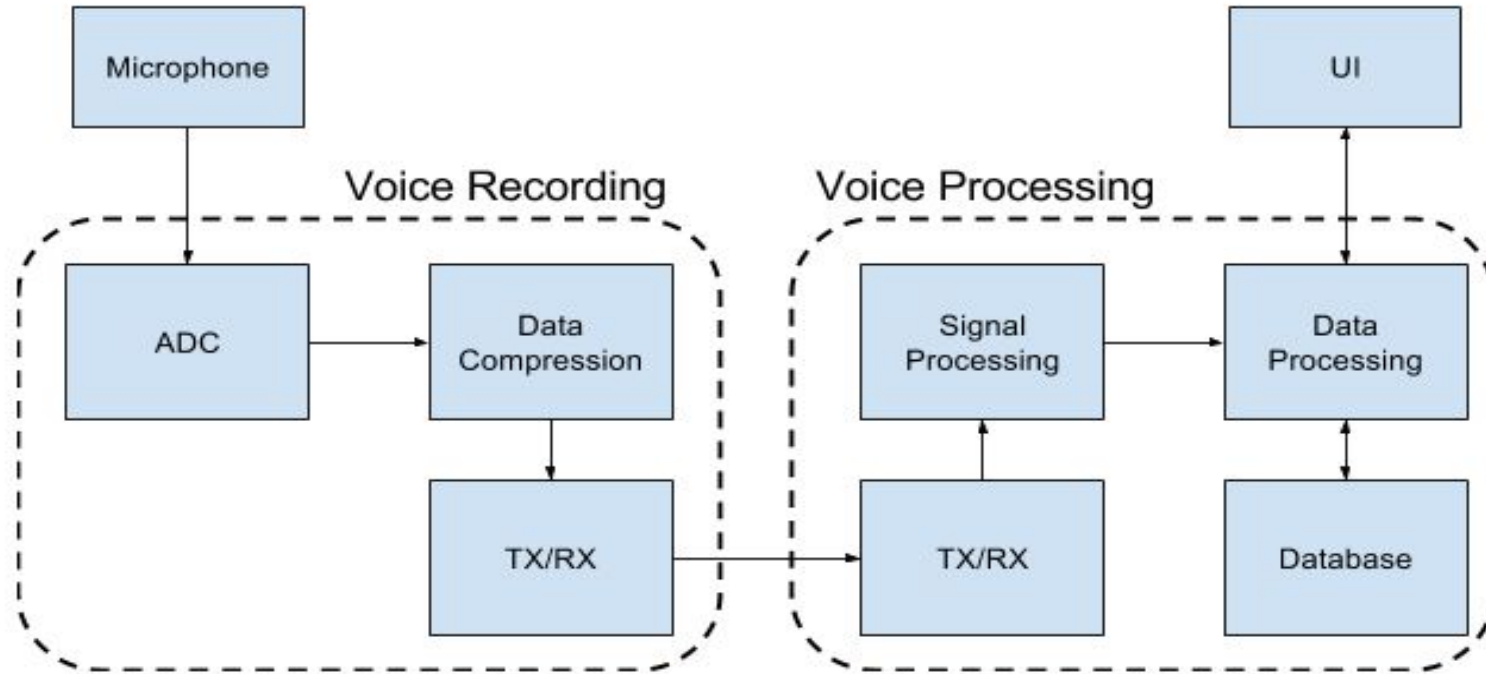 Microphone
UI
Voice Recording
Voice Processing
ADC
Data
Compression
Signal
Processing
Data
Processing
TX/RX
TX/RX
Database